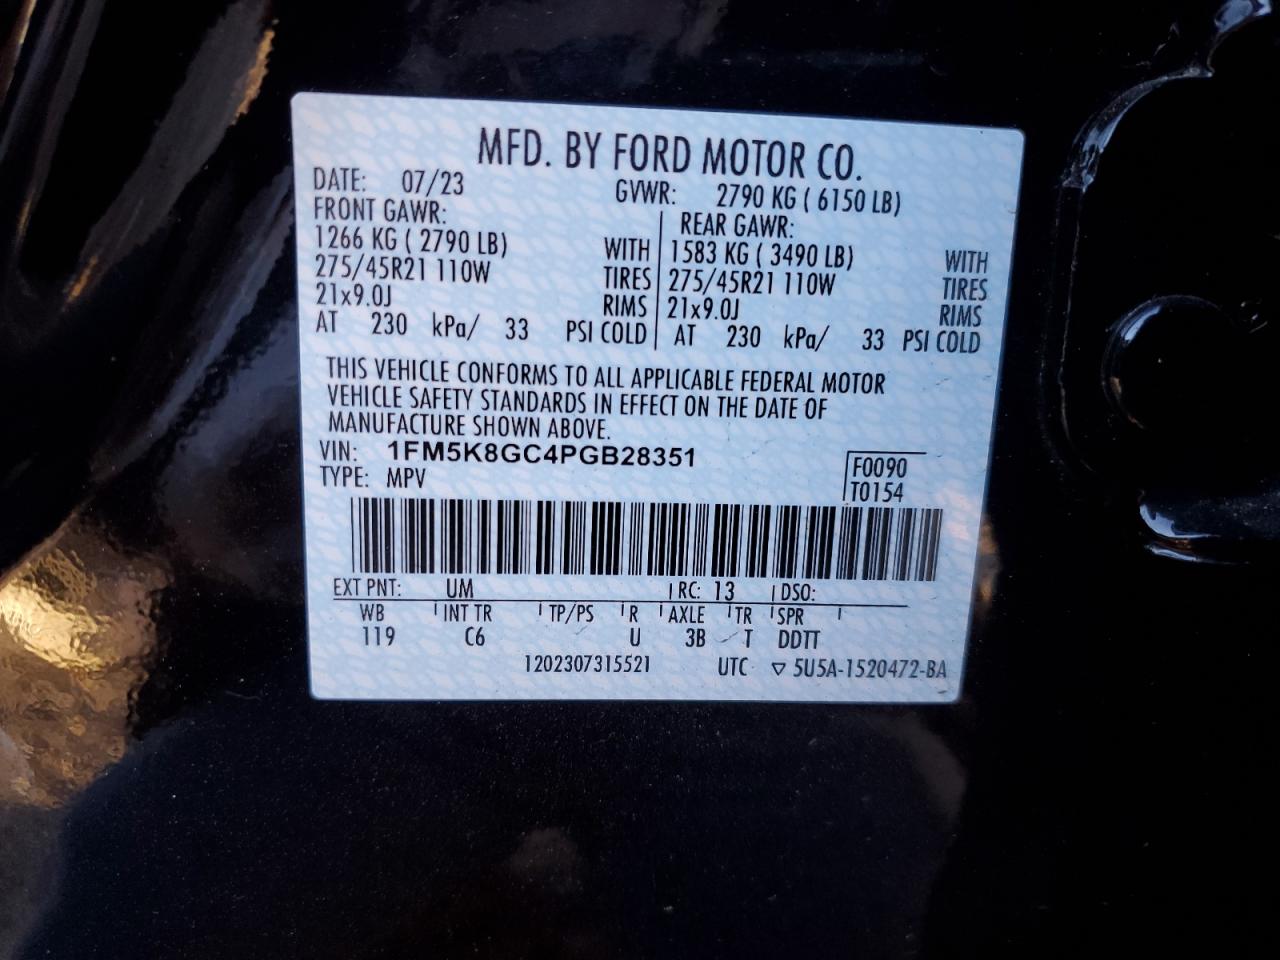 MFD. BY FORD MOTOR CO.
DATE: 07/23 GVWR: 2790 KG ( 6150 LB)
FRONT GAWR: REAR GAWR:
1266 KG ( 2790 LB) WITH 1583 KG ( 3490 LB) WITH
275/45R21 110W TIRES 275/45R21 110W TIRES
21x9.0J RIMS 21x9.0J RIMS
AT 230 kPa/ 33 PSI COLD AT 230 kPa/ 33 PSI COLD
THIS VEHICLE CONFORMS TO ALL APPLICABLE FEDERAL MOTOR
VEHICLE SAFETY STANDARDS IN EFFECT ON THE DATE OF
MANUFACTURE SHOWN ABOVE.
VIN: 1FM5K8GC4PGB28351
TYPE: MPV
F0090
T0154
EXT PNT: UM RC: 13 DSO:
WB INT TR TP/PS R AXLE TR SPR
119 C6 U 3B T DDTT
1202307315521 UTC ▽ 5U5A-1520472-BA